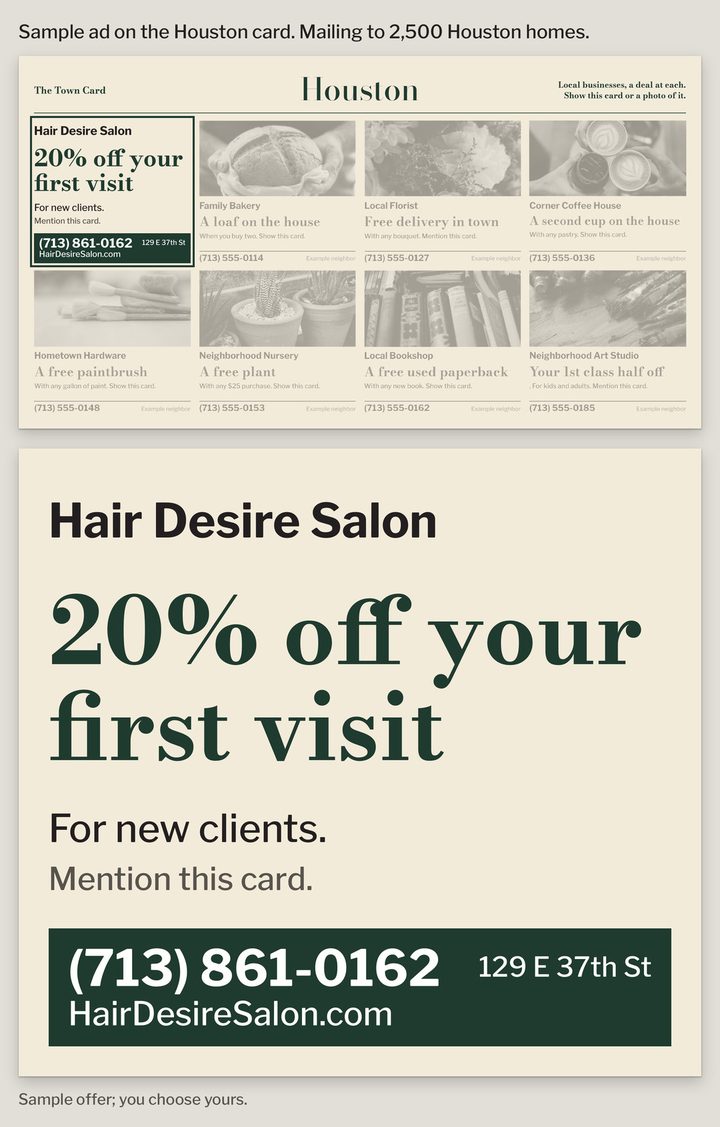 Sample ad on the Houston card. Mailing to 2,500 Houston homes.
The Town Card
Houston
Local businesses, a deal at each.
Show this card or a photo of it.
Hair Desire Salon
20% off your
first visit
For new clients.
Mention this card.
(713) 861-0162
129 E 37th St
HairDesireSalon.com
Family Bakery
A loaf on the house
When you buy two. Show this card.
(713) 555-0114
Example neighbor
Local Florist
Free delivery in town
With any bouquet. Mention this card.
(713) 555-0127
Example neighbor
Corner Coffee House
A second cup on the house
With any pastry. Show this card.
(713) 555-0136
Example neighbor
Hometown Hardware
A free paintbrush
With any gallon of paint. Show this card.
(713) 555-0148
Example neighbor
Neighborhood Nursery
A free plant
With any $25 purchase. Show this card.
(713) 555-0153
Example neighbor
Local Bookshop
A free used paperback
With any new book. Show this card.
(713) 555-0162
Example neighbor
Neighborhood Art Studio
Your 1st class half off
For kids and adults. Mention this card.
(713) 555-0185
Example neighbor
Hair Desire Salon
20% off your
first visit
For new clients.
Mention this card.
(713) 861-0162
129 E 37th St
HairDesireSalon.com
Sample offer; you choose yours.